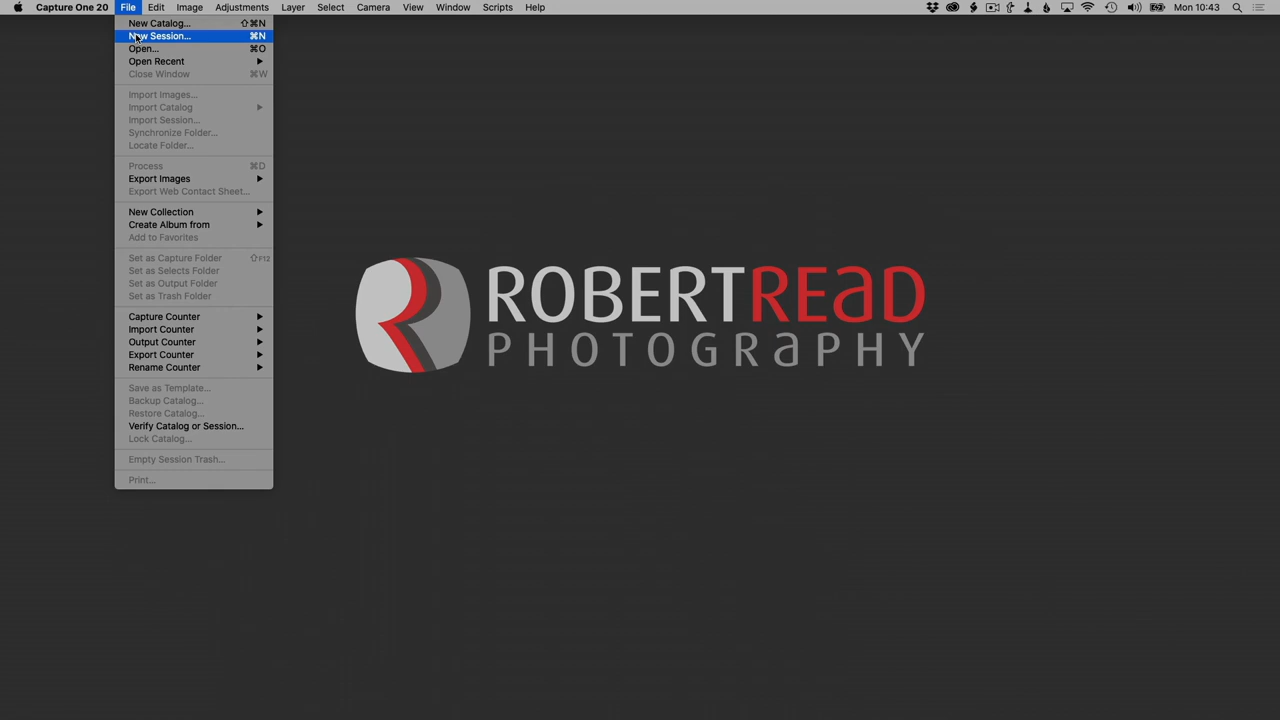 Capture One 20 File Edit Image Adjustments Layer Select Camera View Window Scripts Help Mon 10:43
New Catalog... ⇧⌘N
New Session... ⌘N
Open... ⌘O
Open Recent ▶
Close Window ⌘W
Import Images...
Import Catalog ▶
Import Session...
Synchronize Folder...
Locate Folder...
Process ⌘D
Export Images ▶
Export Web Contact Sheet...
New Collection ▶
Create Album from ▶
Add to Favorites
Set as Capture Folder ⇧F12
Set as Selects Folder
Set as Output Folder
Set as Trash Folder
Capture Counter ▶
Import Counter ▶
Output Counter ▶
Export Counter ▶
Rename Counter ▶
Save as Template...
Backup Catalog...
Restore Catalog...
Verify Catalog or Session...
Lock Catalog...
Empty Session Trash...
Print...
ROBERTREaD
PHOTOGRaPHY